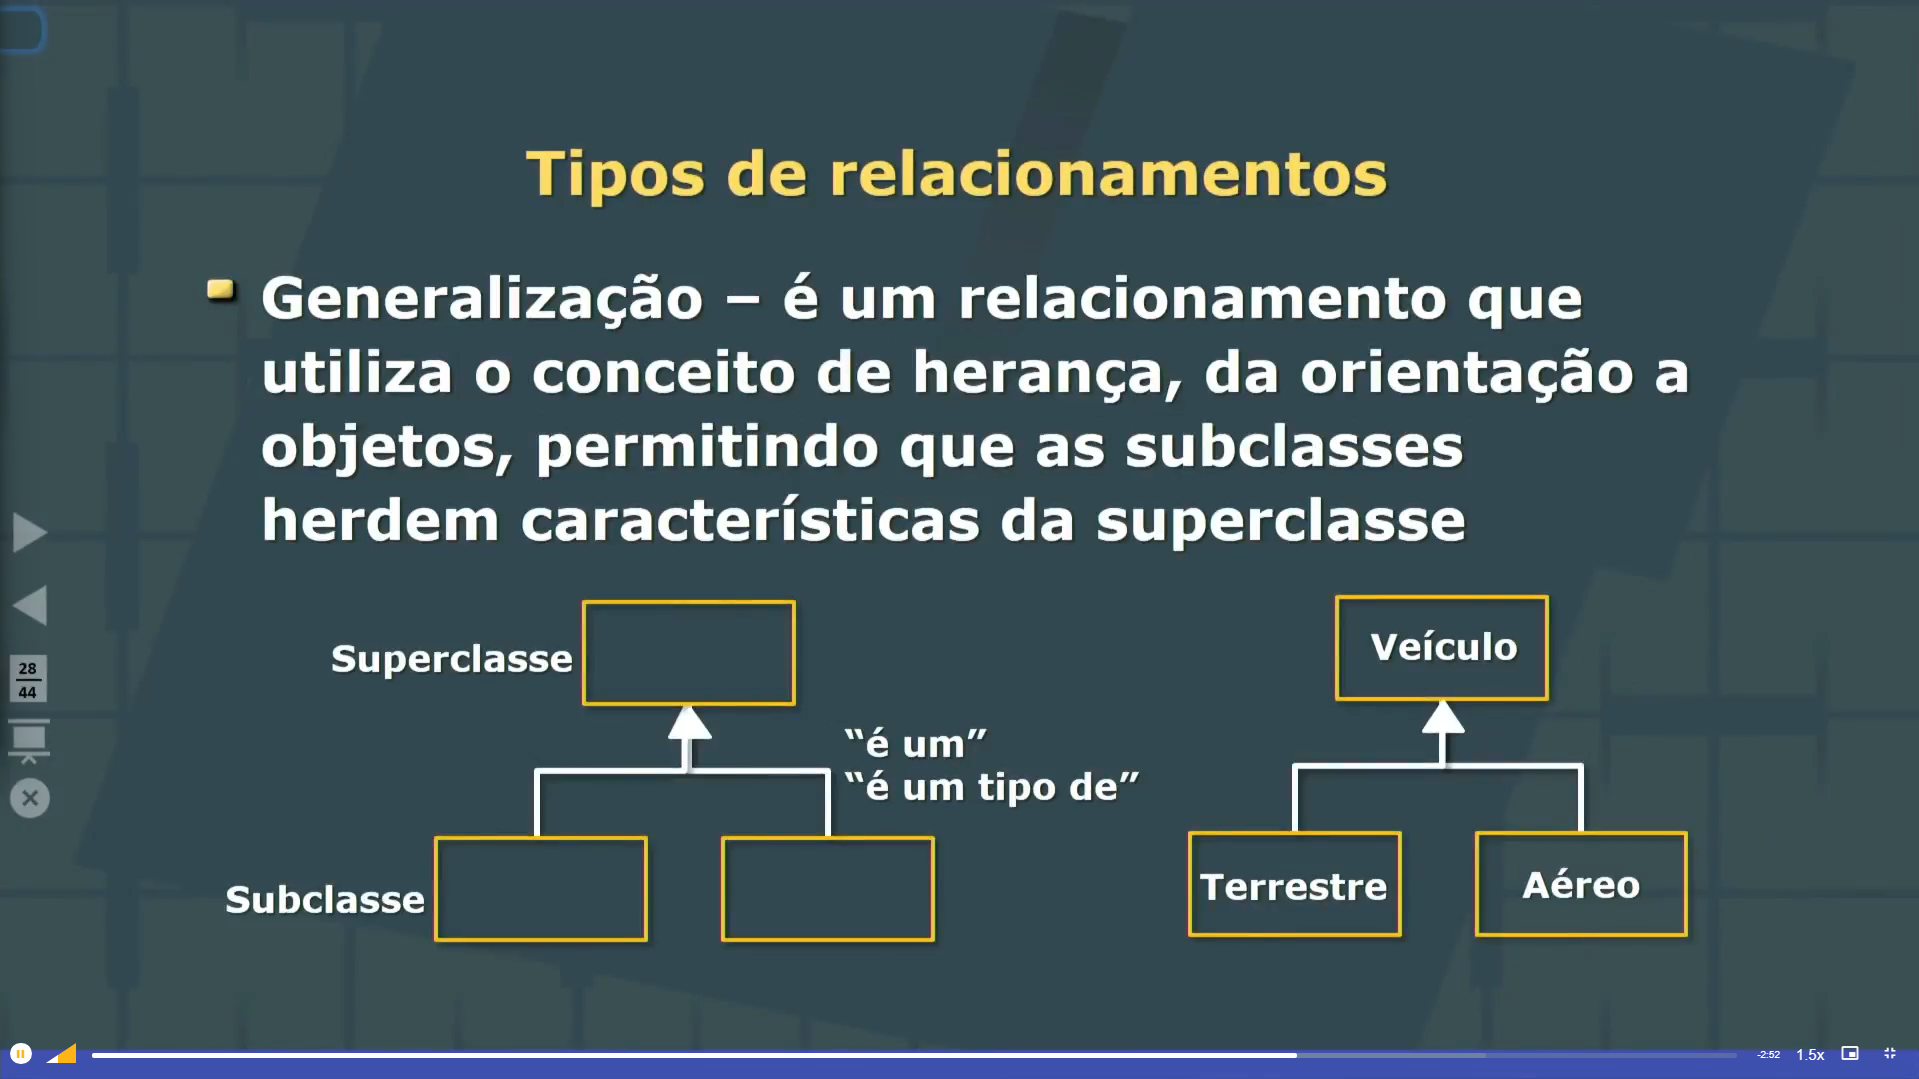 Tipos de relacionamentos
Generalização – é um relacionamento que
utiliza o conceito de herança, da orientação a
objetos, permitindo que as subclasses
herdem características da superclasse
Superclasse
“é um”
“é um tipo de”
Subclasse
Veículo
Terrestre
Aéreo
28
44
-2:52
1.5x